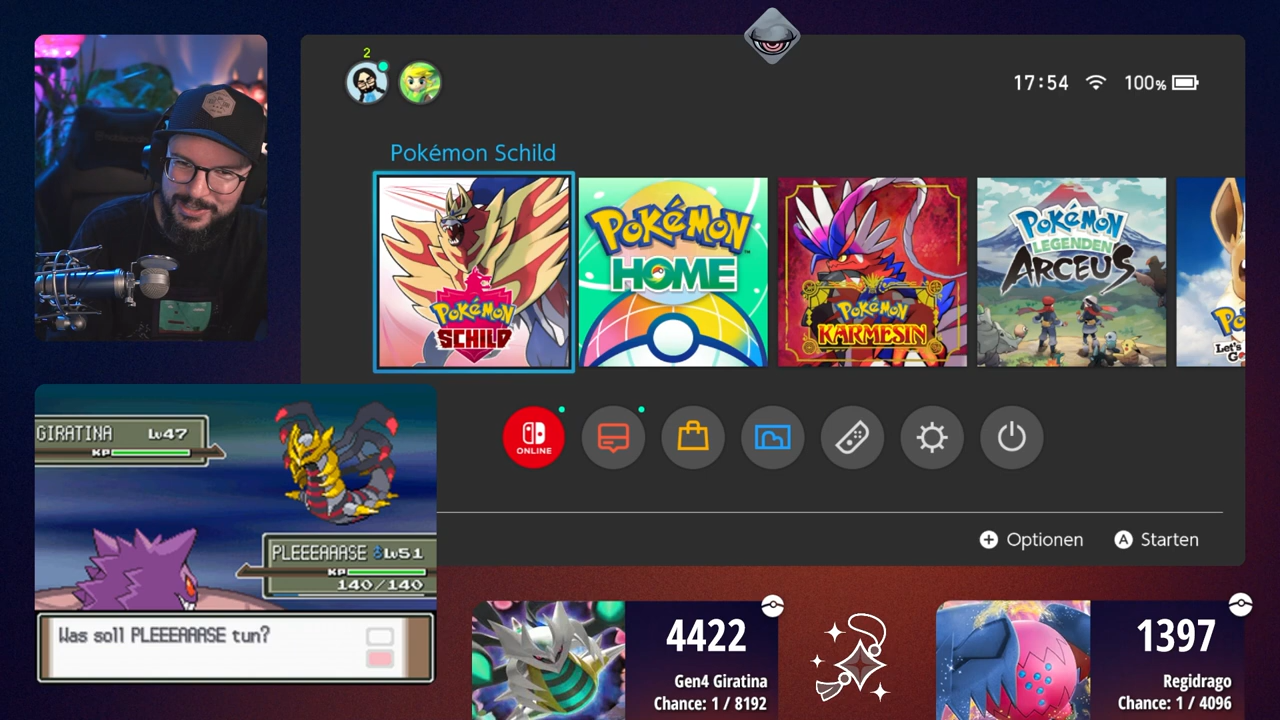 2
17:54
100%
Pokémon Schild
POKÉMON
SCHILD
POKÉMON
HOME
POKÉMON
KARMESIN
POKÉMON
LEGENDEN
ARCEUS
Let's
ONLINE
Optionen
A Starten
GIRATINA Lv47
KP
PLEEEAAASE ♂Lv51
KP
140/140
Was soll PLEEEAAASE tun?
4422
Gen4 Giratina
Chance: 1 / 8192
1397
Regidrago
Chance: 1 / 4096